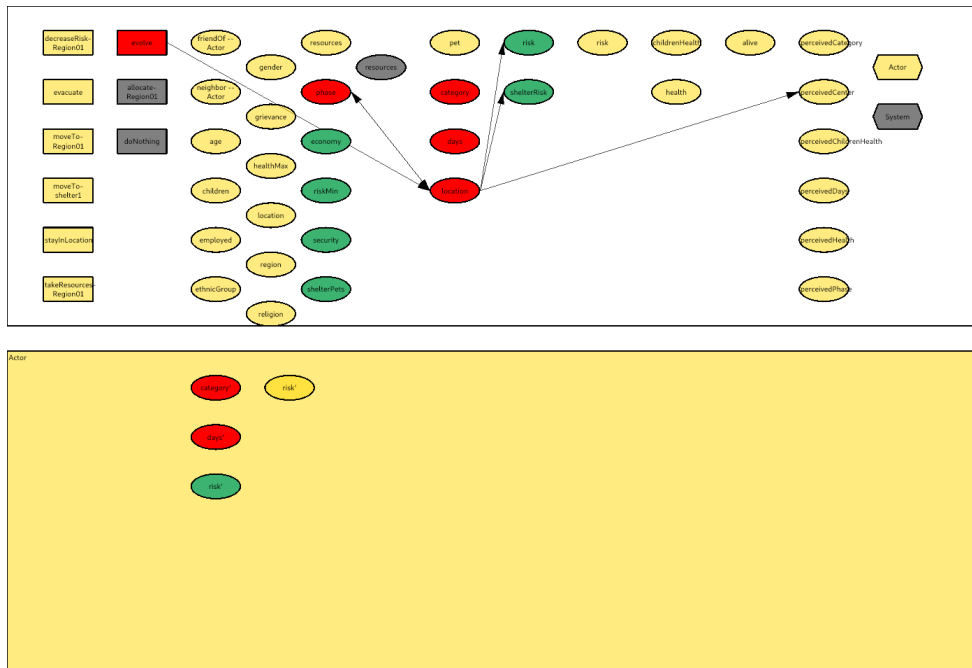 decreaseRisk-
Region01
evolve
friendOf --
Actor
resources
pet
risk
risk
childrenHealth
alive
perceivedCategory
gender
resources
Actor
evacuate
allocate-
Region01
neighbor --
Actor
phase
category
shelterRisk
health
perceivedCenter
grievance
System
moveTo-
Region01
doNothing
age
economy
days
perceivedChildrenHealth
healthMax
moveTo-
shelter1
children
riskMin
location
perceivedDays
location
stayInLocation
employed
security
perceivedHealth
region
takeResources-
Region01
ethnicGroup
shelterPets
perceivedPhase
religion
Actor
category'
risk'
days'
risk'